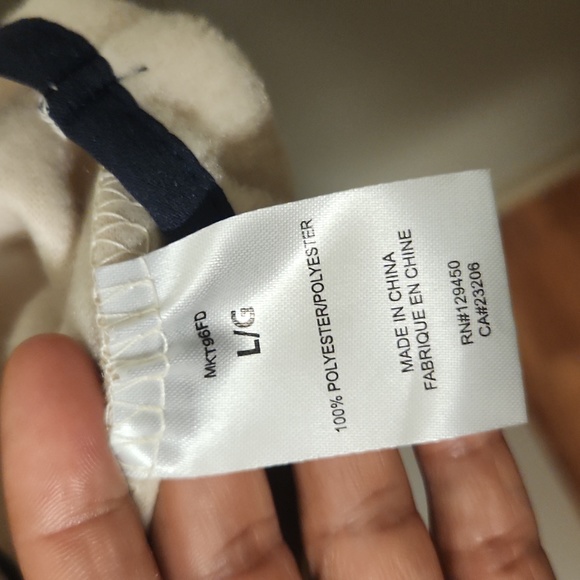 MKT96FD
L/G
100% POLYESTER/POLYESTER
MADE IN CHINA
FABRIQUE EN CHINE
RN#129450
CA#23206